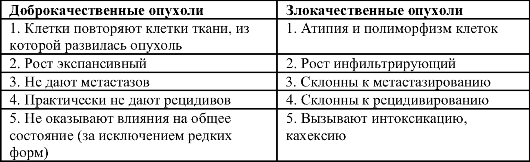 Доброкачественные опухоли
Злокачественные опухоли
1. Клетки повторяют клетки ткани, из
которой развилась опухоль
1. Атипия и полиморфизм клеток
2. Рост экспансивный
2. Рост инфильтрирующий
3. Не дают метастазов
3. Склонны к метастазированию
4. Практически не дают рецидивов
4. Склонны к рецидивированию
5. Не оказывают влияния на общее
состояние (за исключением редких
форм)
5. Вызывают интоксикацию,
кахексию